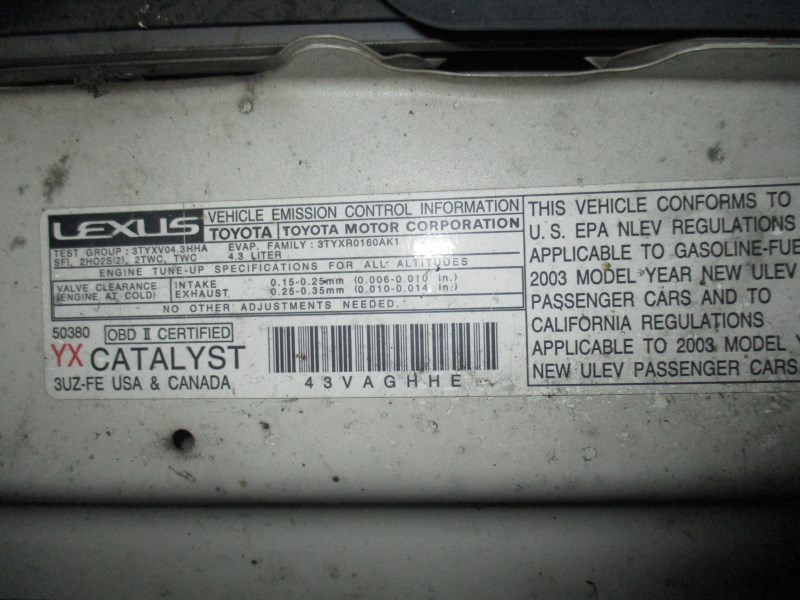 LEXUS
VEHICLE EMISSION CONTROL INFORMATION
TOYOTA TOYOTA MOTOR CORPORATION
TEST GROUP : 3TYXV04.3HHA EVAP. FAMILY : 3TYXR0160AK1
SFI, 2HO2S(2), 2TWC, TWC 4.3 LITER
ENGINE TUNE-UP SPECIFICATIONS FOR ALL ALTITUDES
VALVE CLEARANCE INTAKE 0.15-0.25mm (0.006-0.010 in.)
(ENGINE AT COLD) EXHAUST. 0.25-0.35mm (0.010-0.014 in.)
NO OTHER ADJUSTMENTS NEEDED.
50380 OBD II CERTIFIED
YX CATALYST
3UZ-FE USA & CANADA
43VAGHHE
THIS VEHICLE CONFORMS TO
U.S. EPA NLEV REGULATIONS
APPLICABLE TO GASOLINE-FUE
2003 MODEL YEAR NEW ULEV
PASSENGER CARS AND TO
CALIFORNIA REGULATIONS
APPLICABLE TO 2003 MODEL Y
NEW ULEV PASSENGER CARS.